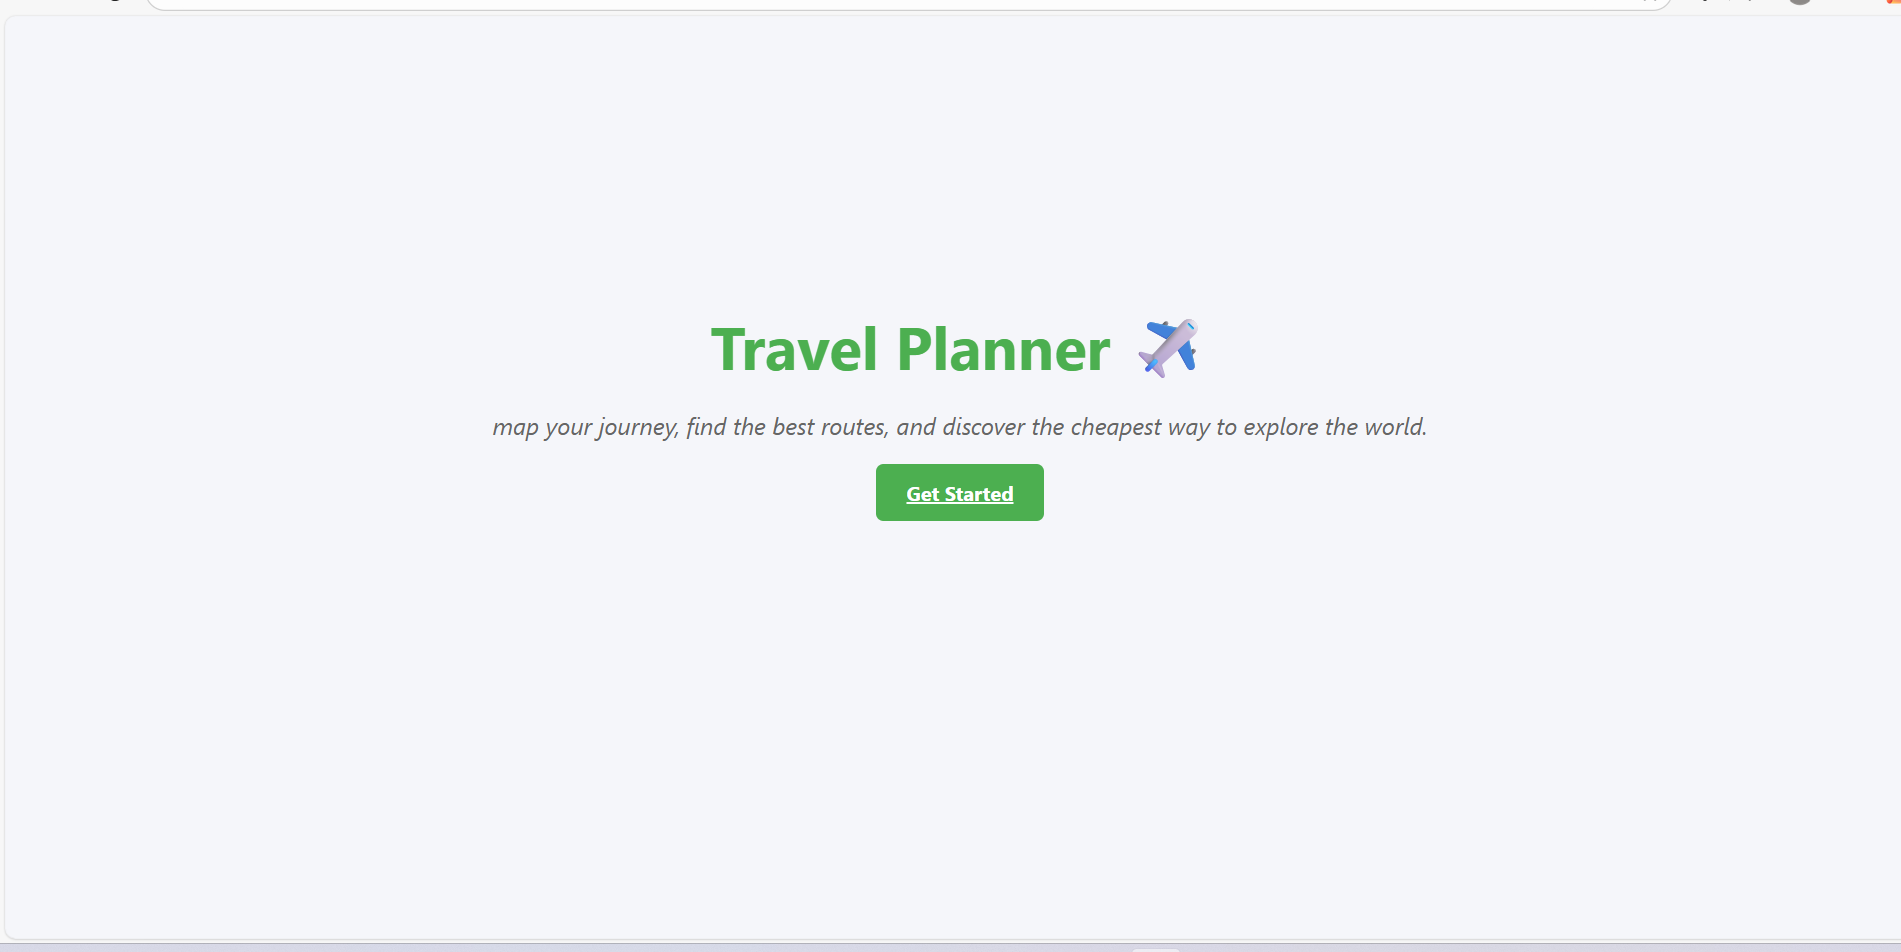 Travel Planner ✈️
map your journey, find the best routes, and discover the cheapest way to explore the world.
Get Started